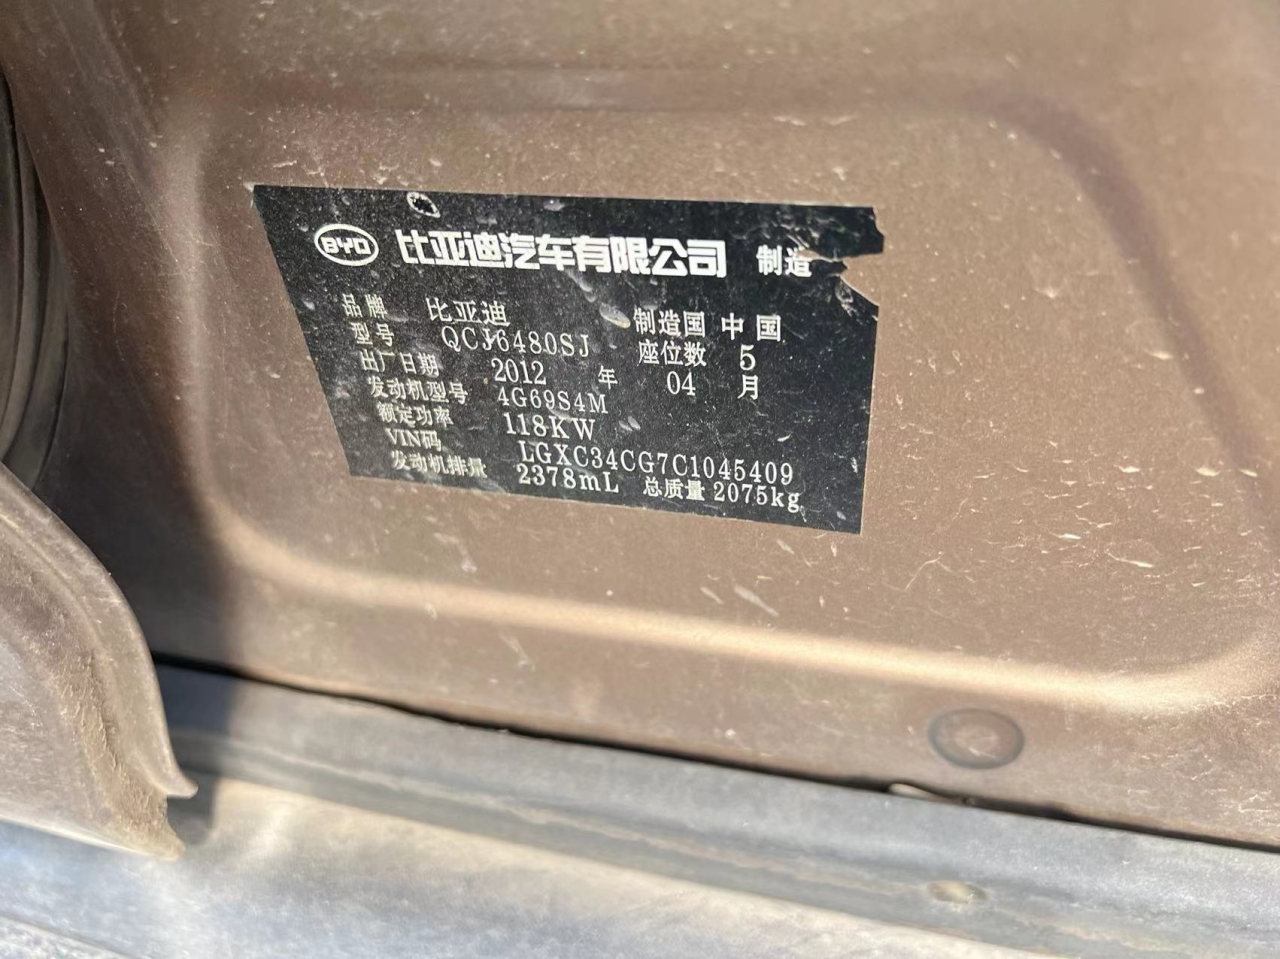 BYD 比亚迪汽车有限公司 制造
品牌 比亚迪 制造国 中国
型号 QCJ6480SJ 座位数 5
出厂日期 2012 年 04 月
发动机型号 4G69S4M
额定功率 118KW
VIN码 LGXC34CG7C1045409
发动机排量 2378mL 总质量 2075kg